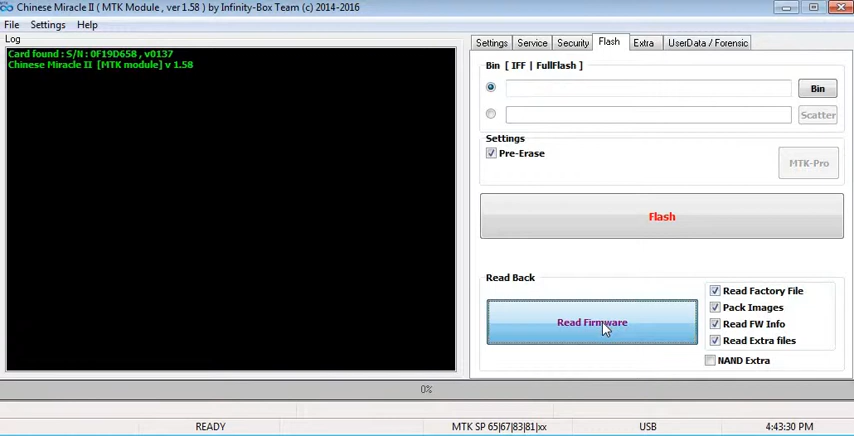 Chinese Miracle II ( MTK Module , ver 1.58 ) by Infinity-Box Team (c) 2014-2016
File Settings Help
Log
Card found : S/N : 0F19D658 , v0137
Chinese Miracle II [MTK module] v 1.58
Settings Service Security Flash Extra UserData / Forensic
Bin [ IFF | FullFlash ]
Bin
Scatter
Settings
Pre-Erase
MTK-Pro
Flash
Read Back
Read Firmware
Read Factory File
Pack Images
Read FW Info
Read Extra files
NAND Extra
0%
READY MTK SP 65|67|83|81|xx USB 4:43:30 PM